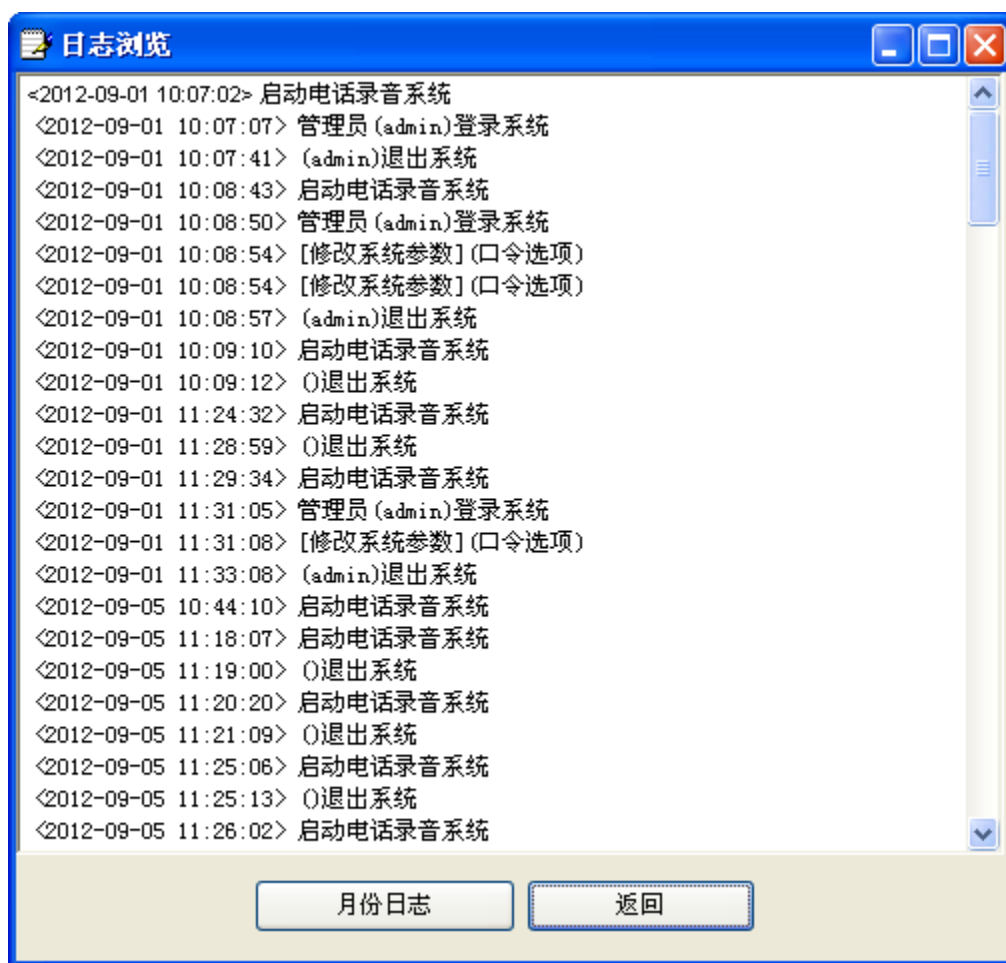 日志浏览
<2012-09-01 10:07:02> 启动电话录音系统
<2012-09-01 10:07:07> 管理员(admin)登录系统
<2012-09-01 10:07:41> (admin)退出系统
<2012-09-01 10:08:43> 启动电话录音系统
<2012-09-01 10:08:50> 管理员(admin)登录系统
<2012-09-01 10:08:54> [修改系统参数](口令选项)
<2012-09-01 10:08:54> [修改系统参数](口令选项)
<2012-09-01 10:08:57> (admin)退出系统
<2012-09-01 10:09:10> 启动电话录音系统
<2012-09-01 10:09:12> ()退出系统
<2012-09-01 11:24:32> 启动电话录音系统
<2012-09-01 11:28:59> ()退出系统
<2012-09-01 11:29:34> 启动电话录音系统
<2012-09-01 11:31:05> 管理员(admin)登录系统
<2012-09-01 11:31:08> [修改系统参数](口令选项)
<2012-09-01 11:33:08> (admin)退出系统
<2012-09-05 10:44:10> 启动电话录音系统
<2012-09-05 11:18:07> 启动电话录音系统
<2012-09-05 11:19:00> ()退出系统
<2012-09-05 11:20:20> 启动电话录音系统
<2012-09-05 11:21:09> ()退出系统
<2012-09-05 11:25:06> 启动电话录音系统
<2012-09-05 11:25:13> ()退出系统
<2012-09-05 11:26:02> 启动电话录音系统
月份日志 返回